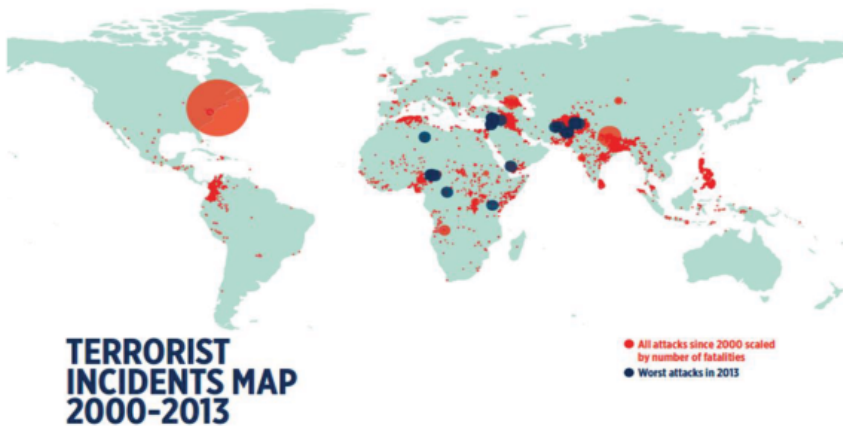 TERRORIST
INCIDENTS MAP
2000-2013
All attacks since 2000 scaled
by number of fatalities
Worst attacks in 2013